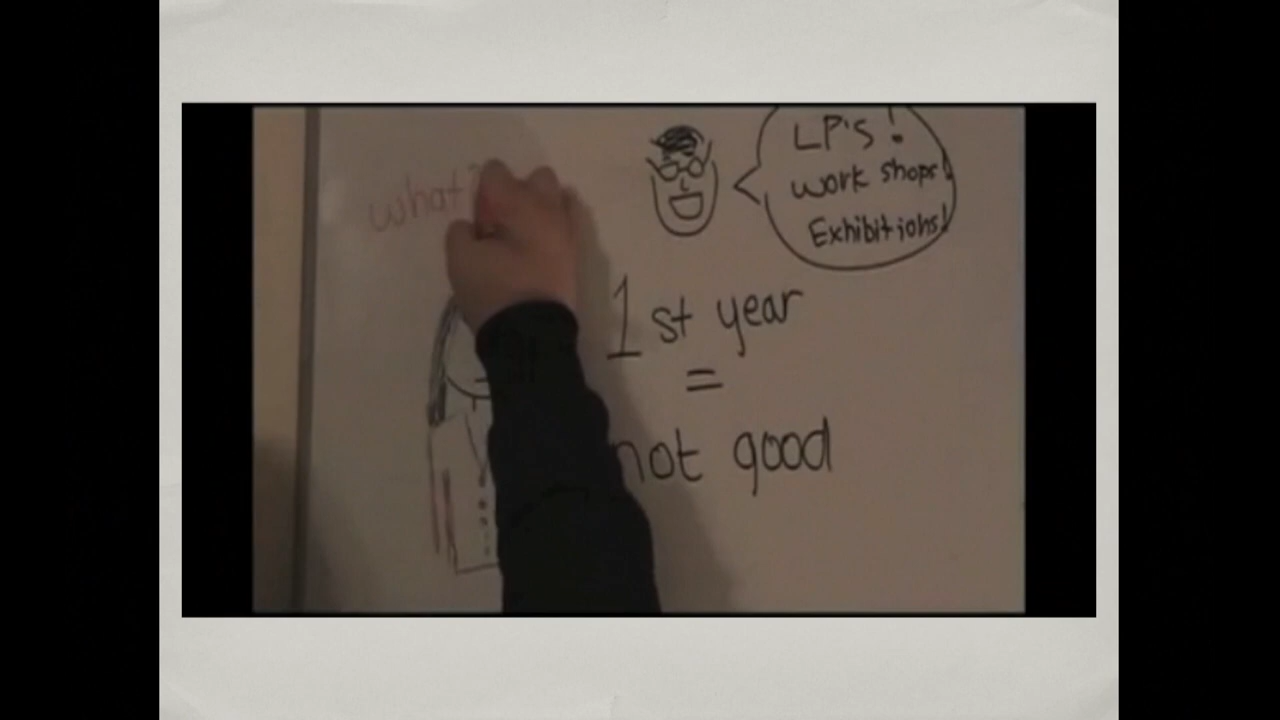 what?
LP's!
work shops!
Exhibitions!
1st year
=
not good